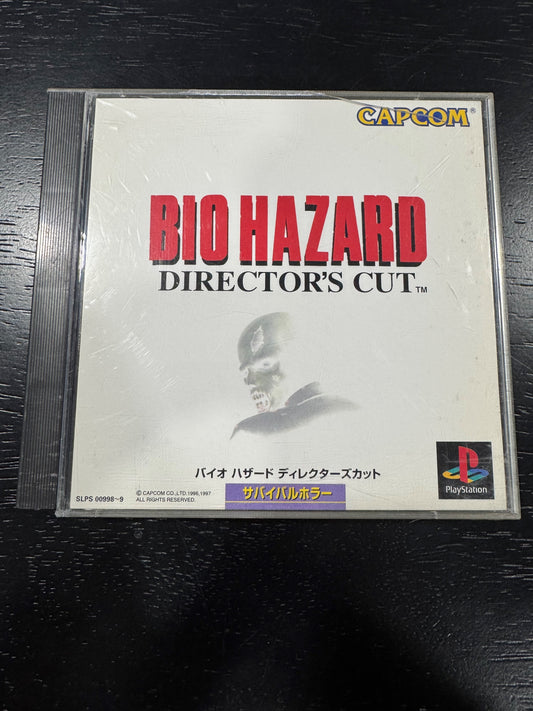 CAPCOM®
BIO HAZARD
DIRECTOR'S CUT™
バイオ ハザード ディレクターズカット
© CAPCOM CO.,LTD.1996,1997
ALL RIGHTS RESERVED.
SLPS 00998~9
サバイバルホラー
PlayStation